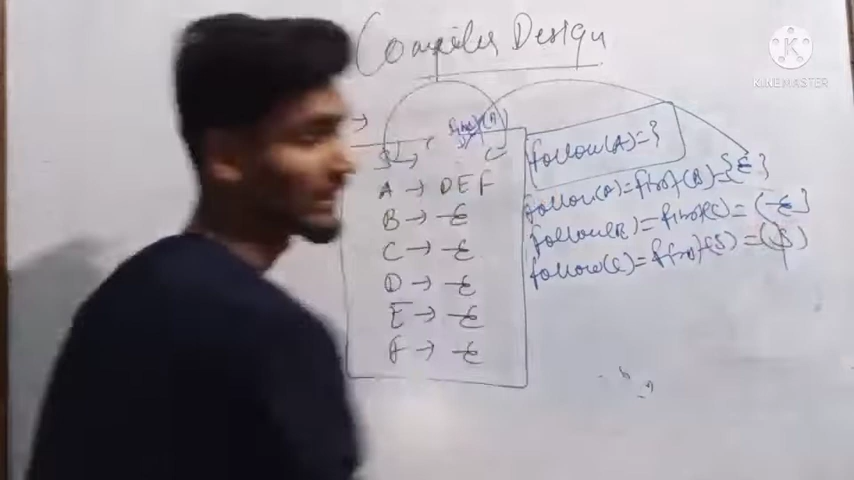 Compiler Design
KINEMASTER
S →
A → DEF
B → ε
C → ε
D → ε
E → ε
F → ε
follow(A)=}
follow(A)=first(B)={ε}
follow(B)=first(C)=(ε}
follow(C)=first(S)=($)